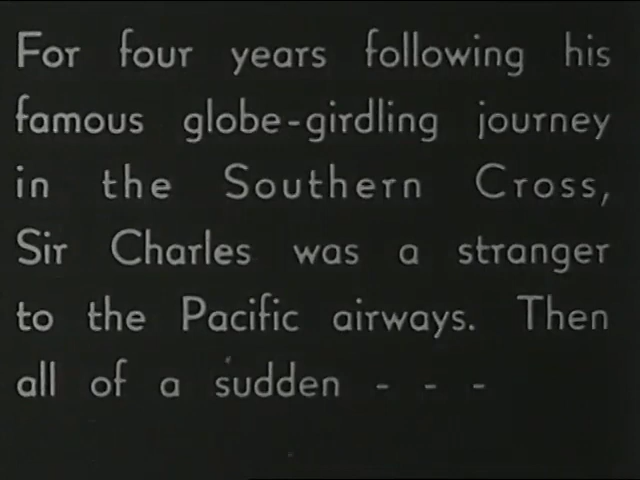 For four years following his
famous globe-girdling journey
in the Southern Cross,
Sir Charles was a stranger
to the Pacific airways. Then
all of a sudden - - -